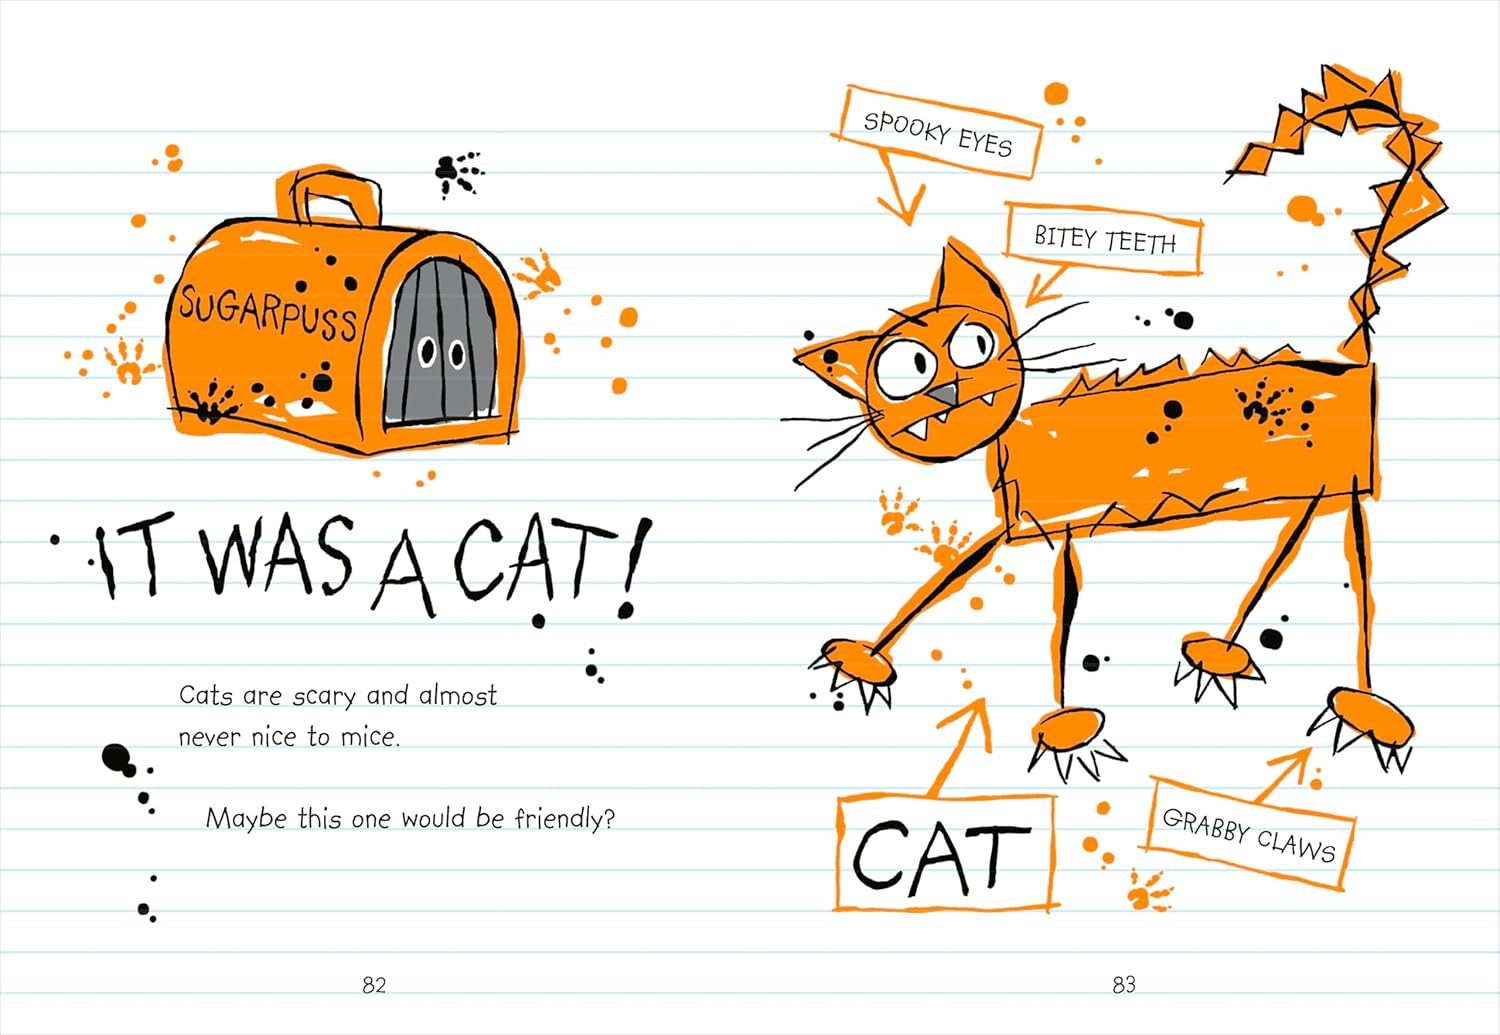 SUGARPUSS
IT WAS A CAT!
Cats are scary and almost
never nice to mice.
Maybe this one would be friendly?
82
SPOOKY EYES
BITEY TEETH
CAT
GRABBY CLAWS
83